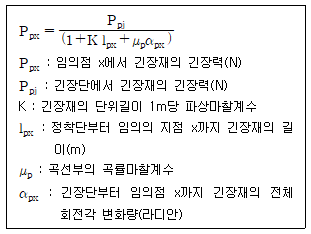 P_px = P_pj / (1+K l_px + μ_p α_px)
P_px : 임의점 x에서 긴장재의 긴장력(N)
P_pj : 긴장단에서 긴장재의 긴장력(N)
K : 긴장재의 단위길이 1m당 파상마찰계수
l_px : 정착단부터 임의의 지점 x까지 긴장재의 길
이(m)
μ_p : 곡선부의 곡률마찰계수
α_px : 긴장단부터 임의점 x까지 긴장재의 전체
회전각 변화량(라디안)